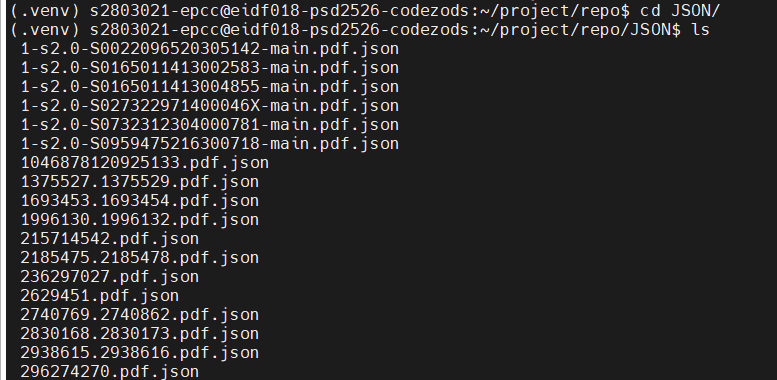 (.venv) s2803021-epcc@eidf018-psd2526-codezods:~/project/repo$ cd JSON/
(.venv) s2803021-epcc@eidf018-psd2526-codezods:~/project/repo/JSON$ ls
1-s2.0-S0022096520305142-main.pdf.json
1-s2.0-S0165011413002583-main.pdf.json
1-s2.0-S0165011413004855-main.pdf.json
1-s2.0-S027322971400046X-main.pdf.json
1-s2.0-S0732312304000781-main.pdf.json
1-s2.0-S0959475216300718-main.pdf.json
1046878120925133.pdf.json
1375527.1375529.pdf.json
1693453.1693454.pdf.json
1996130.1996132.pdf.json
215714542.pdf.json
2185475.2185478.pdf.json
236297027.pdf.json
2629451.pdf.json
2740769.2740862.pdf.json
2830168.2830173.pdf.json
2938615.2938616.pdf.json
296274270.pdf.json